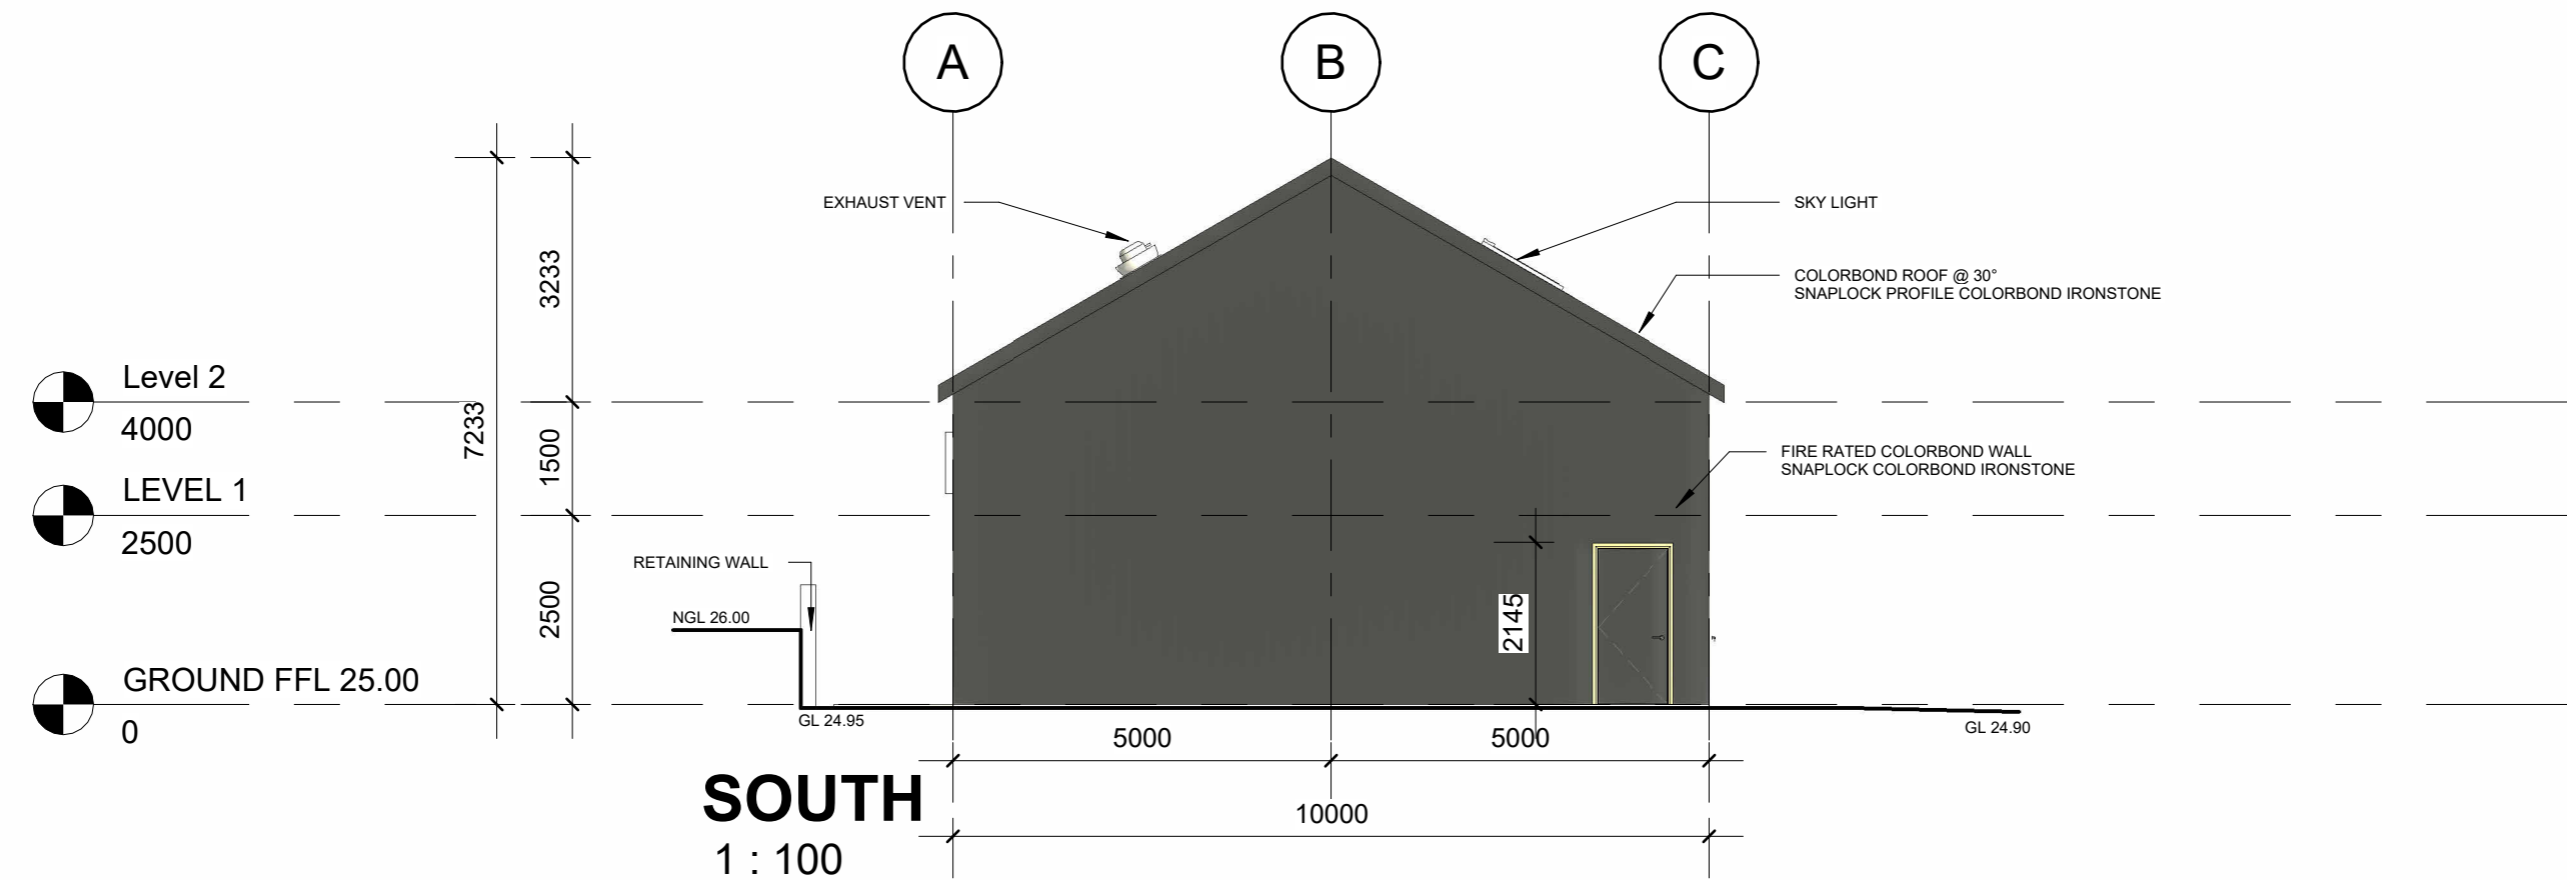 A
B
C
EXHAUST VENT
SKY LIGHT
COLORBOND ROOF @ 30°
SNAPLOCK PROFILE COLORBOND IRONSTONE
3233
Level 2
4000
7233
1500
FIRE RATED COLORBOND WALL
SNAPLOCK COLORBOND IRONSTONE
LEVEL 1
2500
RETAINING WALL
2500
2145
NGL 26.00
GROUND FFL 25.00
0
GL 24.95
GL 24.90
5000
5000
SOUTH
10000
1 : 100